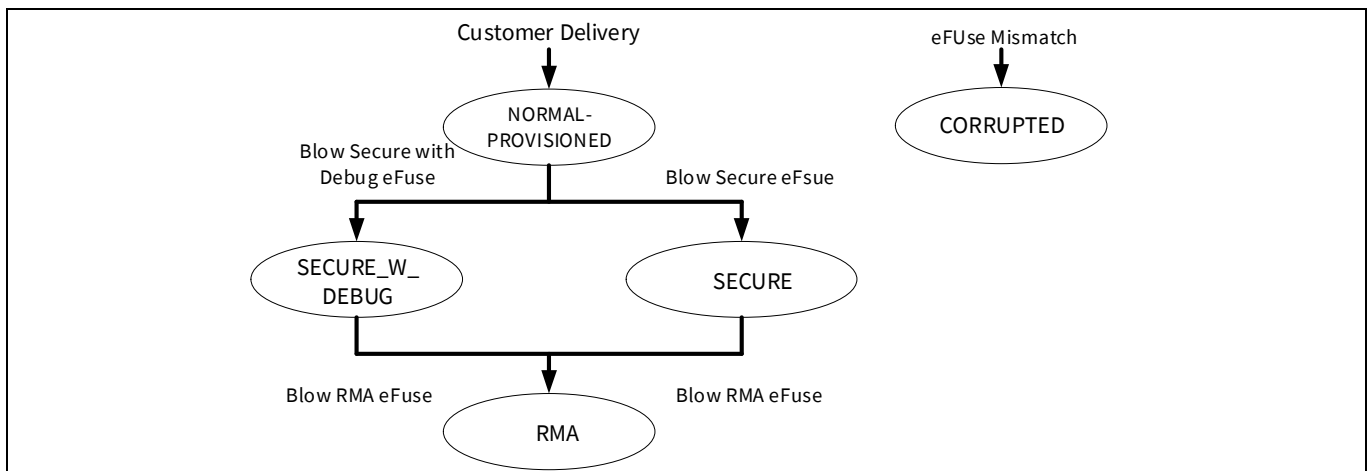 Customer Delivery
eFUse Mismatch
NORMAL-
PROVISIONED
CORRUPTED
Blow Secure with
Debug eFuse
Blow Secure eFsue
SECURE_W_
DEBUG
SECURE
Blow RMA eFuse
Blow RMA eFuse
RMA